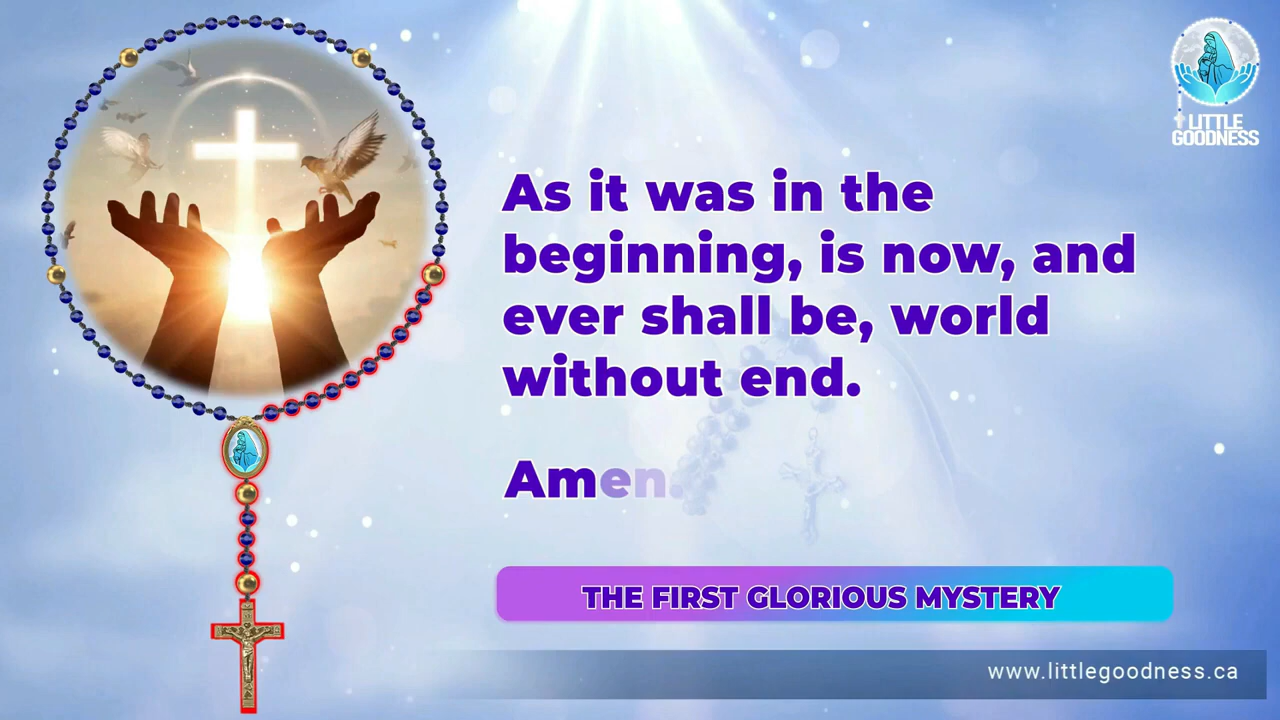 LITTLE
GOODNESS
As it was in the
beginning, is now, and
ever shall be, world
without end.
Amen.
THE FIRST GLORIOUS MYSTERY
www.littlegoodness.ca